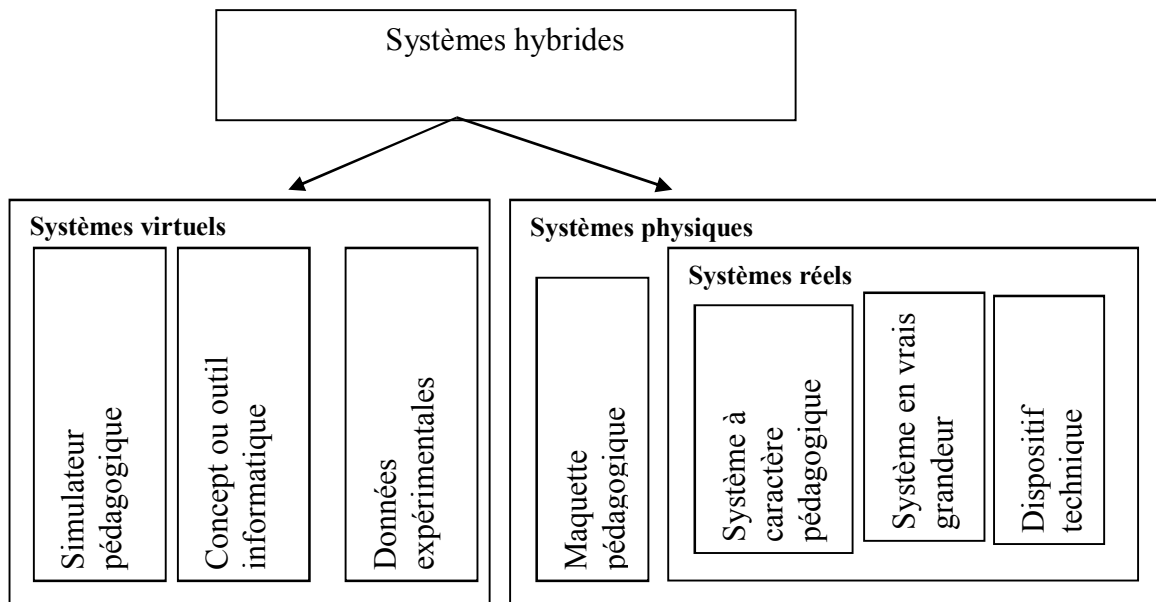 Systèmes hybrides
Systèmes virtuels
Simulateur
pédagogique
Concept ou outil
informatique
Données
expérimentales
Systèmes physiques
Maquette
pédagogique
Systèmes réels
Système à
caractère
pédagogique
Système en vrais
grandeur
Dispositif
technique